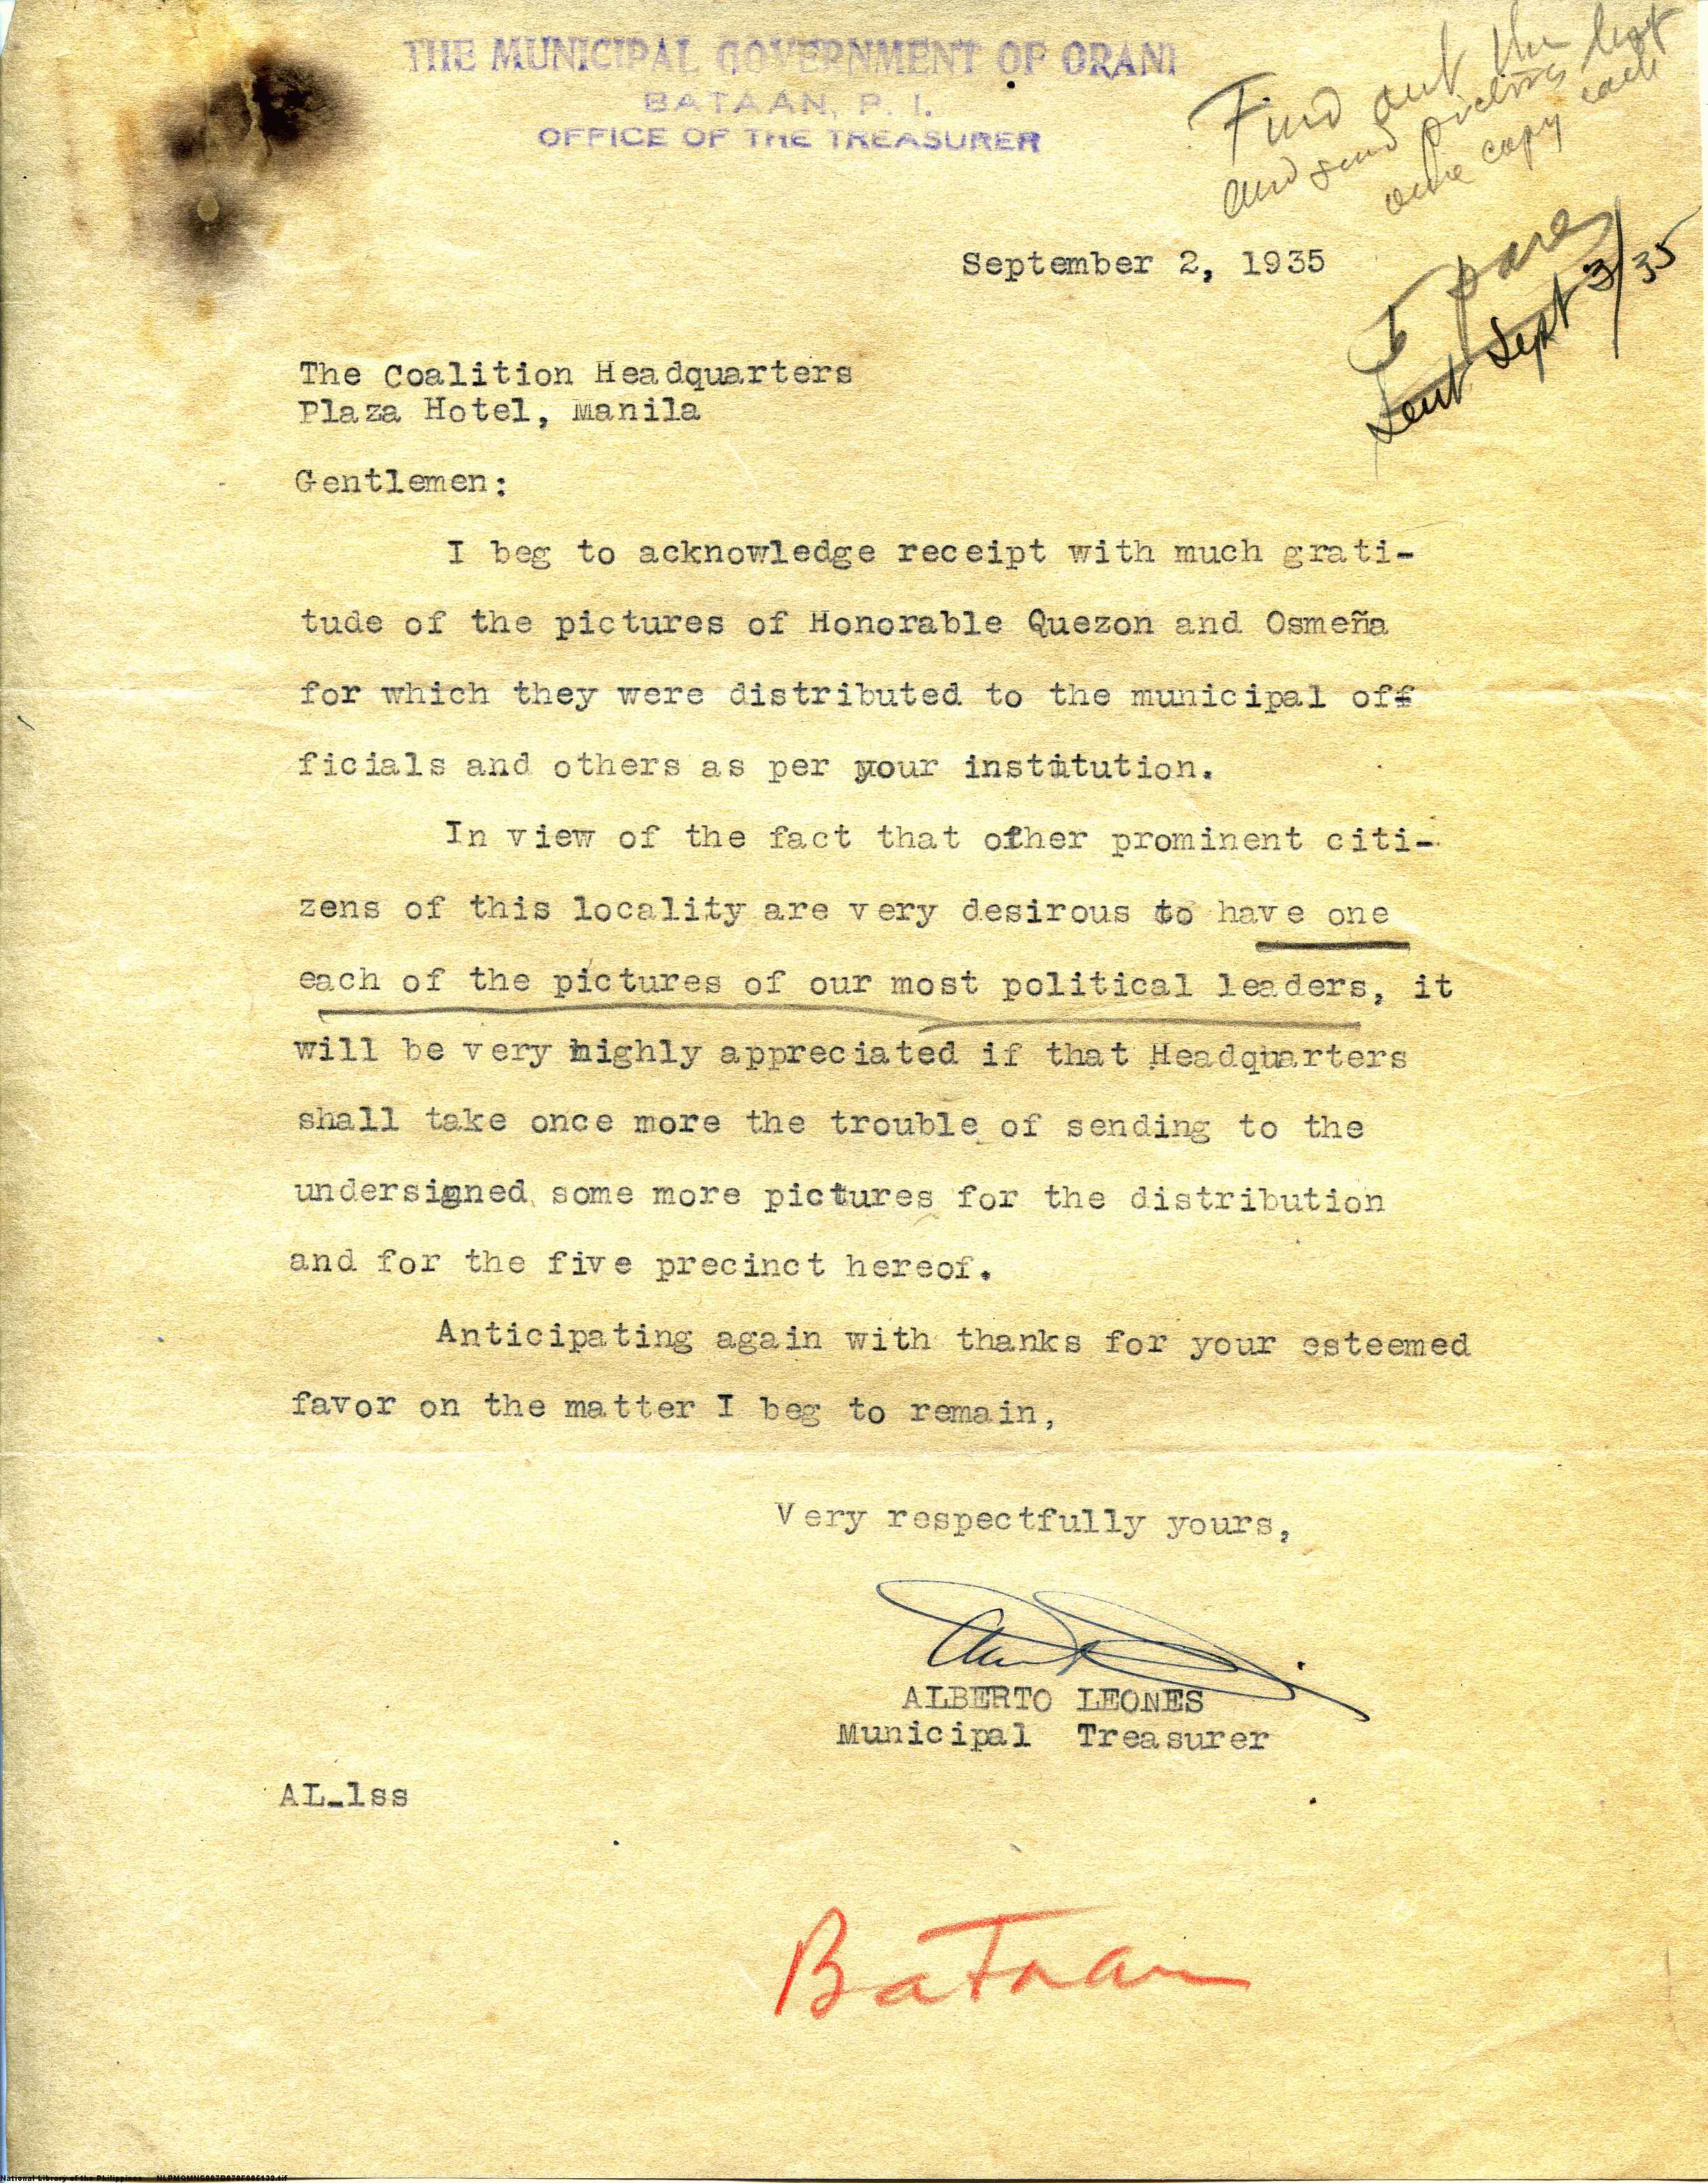 THE MUNICIPAL GOVERNMENT OF ORANI
BATAAN, P. I.
OFFICE OF THE TREASURER
Find out the
and send pictures
one copy each
Sent Sept 3/35
September 2, 1935
The Coalition Headquarters
Plaza Hotel, Manila
Gentlemen:
I beg to acknowledge receipt with much grati-
tude of the pictures of Honorable Quezon and Osmeña
for which they were distributed to the municipal off
ficials and others as per your institution.
In view of the fact that other prominent citi-
zens of this locality are very desirous to have one
each of the pictures of our most political leaders, it
will be very highly appreciated if that Headquarters
shall take once more the trouble of sending to the
undersigned some more pictures for the distribution
and for the five precinct hereof.
Anticipating again with thanks for your esteemed
favor on the matter I beg to remain,
Very respectfully yours,
ALBERTO LEONES
Municipal Treasurer
AL-lss
Bataan
National Library of the Philippines